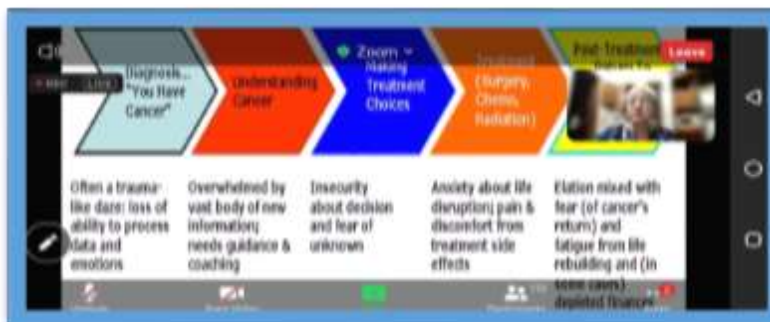 Zoom
Leave
Diagnosis...
"You Have
Cancer"
Understanding
Cancer
Making
Treatment
Choices
Treatment
(Surgery,
Chemo,
Radiation)
Post-Treatment
Often a trauma-
like daze: loss of
ability to process
data and
emotions
Overwhelmed by
vast body of new
information;
needs guidance &
coaching
Insecurity
about decision
and fear of
unknown
Anxiety about life
disruption; pain &
discomfort from
treatment side
effects
Elation mixed with
fear (of cancer's
return) and
fatigue from life
rebuilding and (in
some cases)
depleted finances